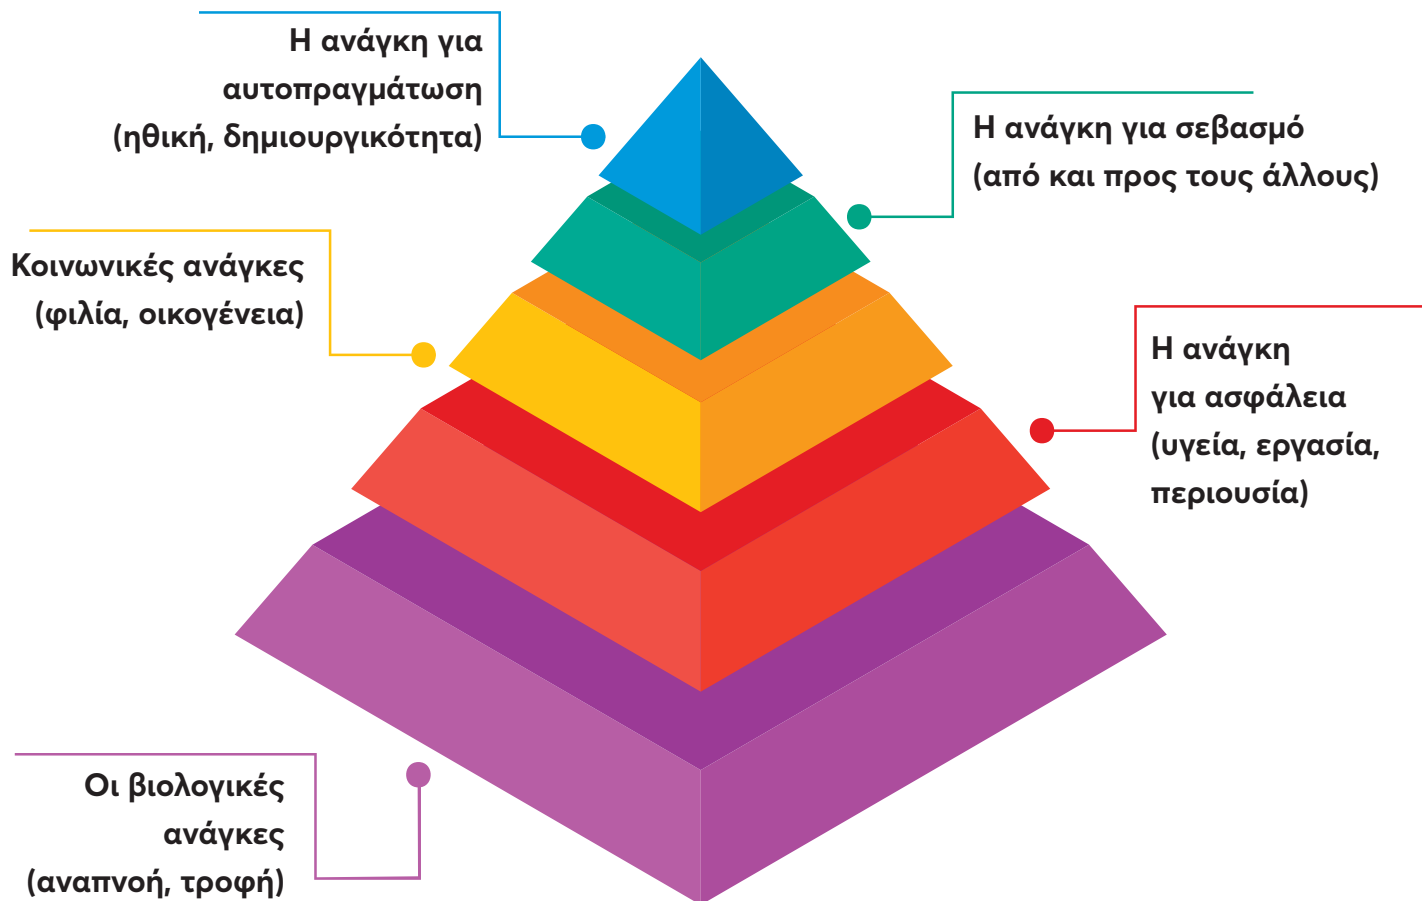 Η ανάγκη για
αυτοπραγμάτωση
(ηθική, δημιουργικότητα)
Η ανάγκη για σεβασμό
(από και προς τους άλλους)
Κοινωνικές ανάγκες
(φιλία, οικογένεια)
Η ανάγκη
για ασφάλεια
(υγεία, εργασία,
περιουσία)
Οι βιολογικές
ανάγκες
(αναπνοή, τροφή)